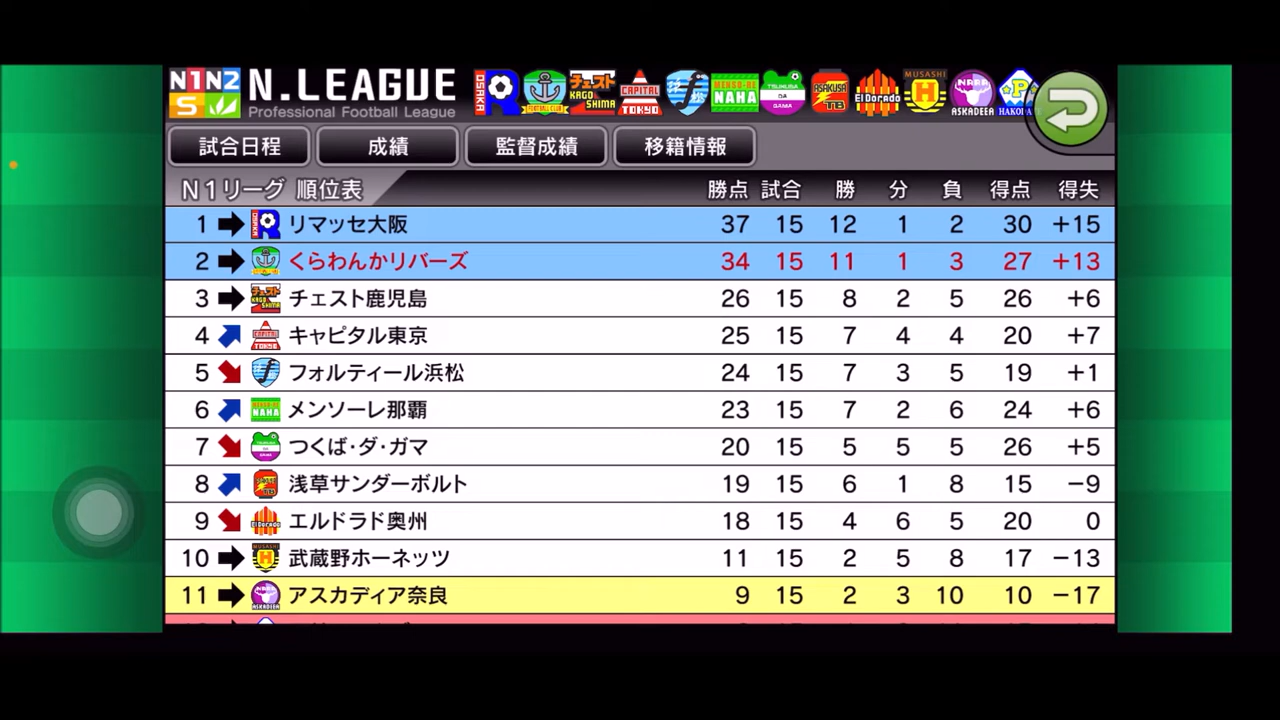 N1 N2 S N.LEAGUE
Professional Football League
試合日程 成績 監督成績 移籍情報
N1リーグ 順位表 勝点 試合 勝 分 負 得点 得失
1 リマッセ大阪 37 15 12 1 2 30 +15
2 くらわんかリバーズ 34 15 11 1 3 27 +13
3 チェスト鹿児島 26 15 8 2 5 26 +6
4 キャピタル東京 25 15 7 4 4 20 +7
5 フォルティール浜松 24 15 7 3 5 19 +1
6 メンソーレ那覇 23 15 7 2 6 24 +6
7 つくば・ダ・ガマ 20 15 5 5 5 26 +5
8 浅草サンダーボルト 19 15 6 1 8 15 −9
9 エルドラド奥州 18 15 4 6 5 20 0
10 武蔵野ホーネッツ 11 15 2 5 8 17 −13
11 アスカディア奈良 9 15 2 3 10 10 −17